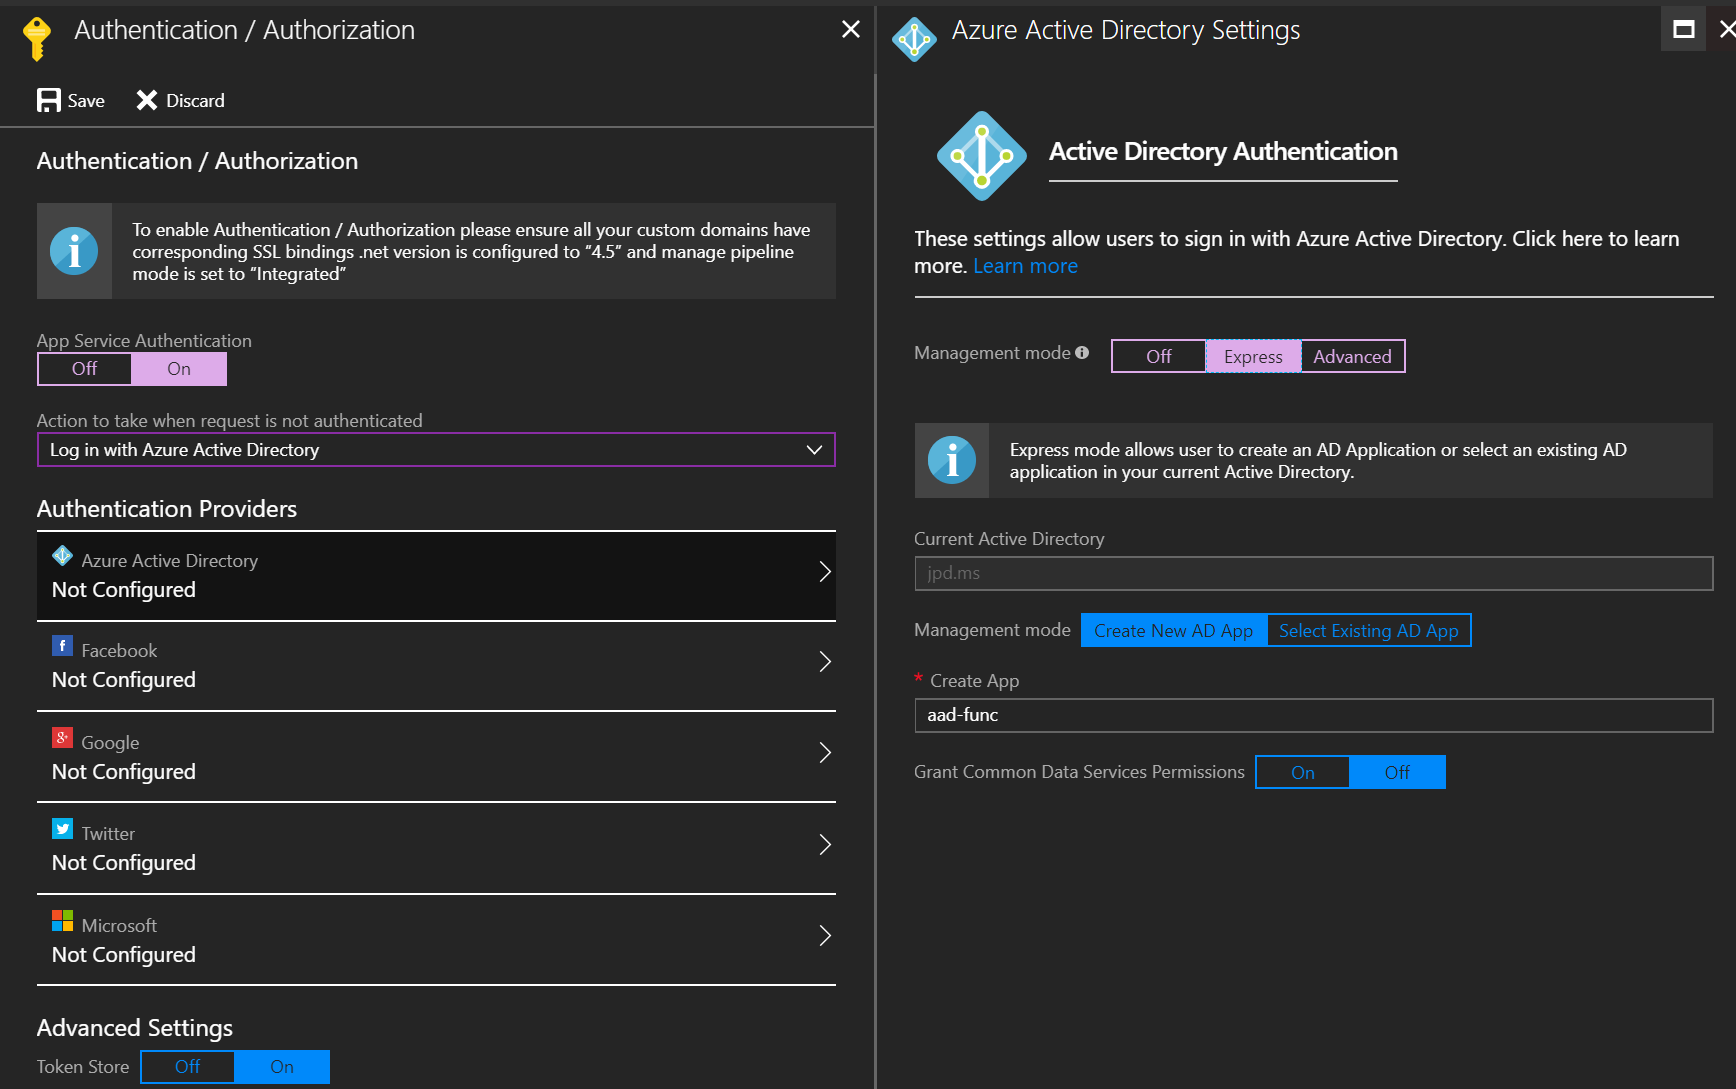 Authentication / Authorization
Save
Discard
Authentication / Authorization
To enable Authentication / Authorization please ensure all your custom domains have
corresponding SSL bindings .net version is configured to "4.5" and manage pipeline
mode is set to "Integrated"
App Service Authentication
Off
On
Action to take when request is not authenticated
Log in with Azure Active Directory
Authentication Providers
Azure Active Directory
Not Configured
Facebook
Not Configured
Google
Not Configured
Twitter
Not Configured
Microsoft
Not Configured
Advanced Settings
Token Store
Off
On
Azure Active Directory Settings
Active Directory Authentication
These settings allow users to sign in with Azure Active Directory. Click here to learn
more. Learn more
Management mode
Off
Express
Advanced
Express mode allows user to create an AD Application or select an existing AD
application in your current Active Directory.
Current Active Directory
jpd.ms
Management mode
Create New AD App
Select Existing AD App
* Create App
aad-func
Grant Common Data Services Permissions
On
Off